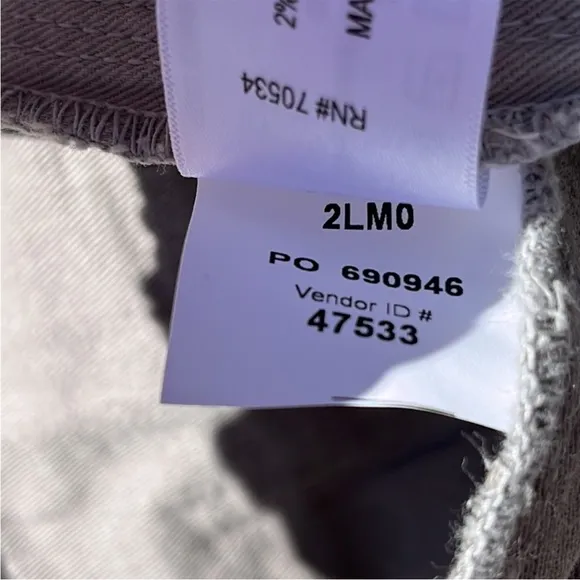 2%
MA
RN# 70534
2LM0
PO 690946
Vendor ID #
47533